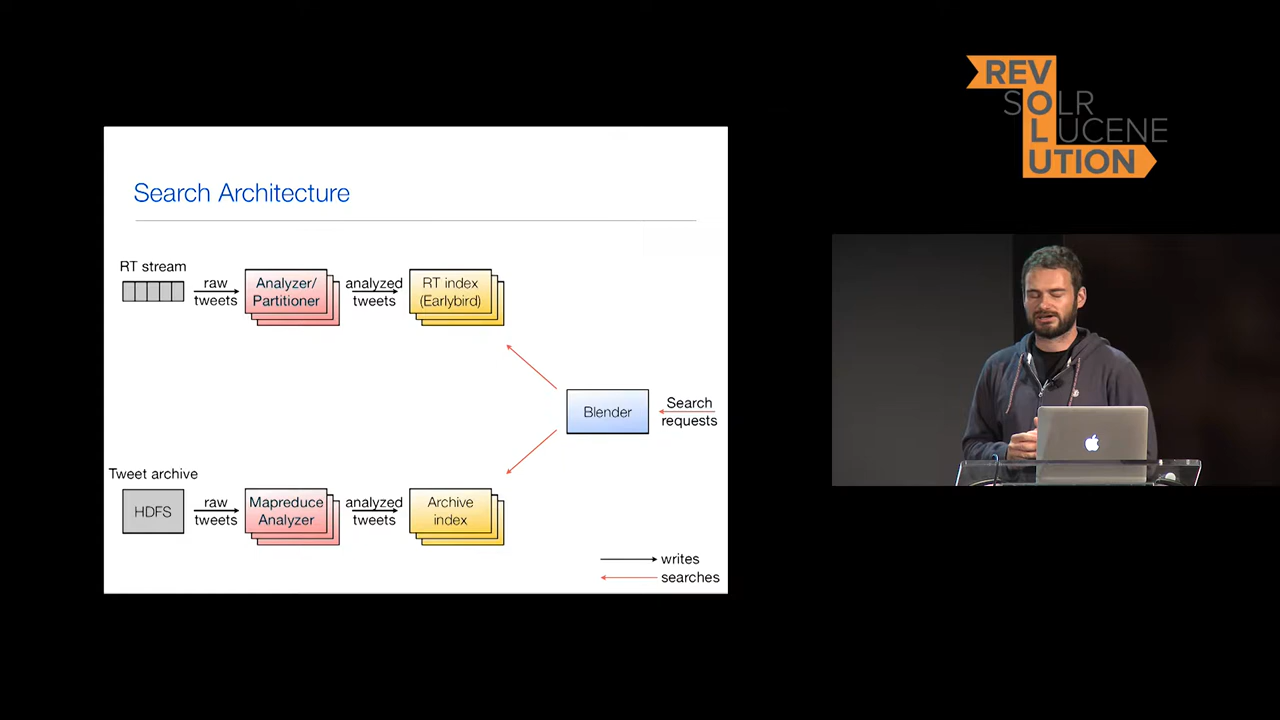 REV
SOLR
LUCENE
UTION
Search Architecture
RT stream
raw
tweets
Analyzer/
Partitioner
analyzed
tweets
RT index
(Earlybird)
Blender
Search
requests
Tweet archive
HDFS
raw
tweets
Mapreduce
Analyzer
analyzed
tweets
Archive
index
writes
searches